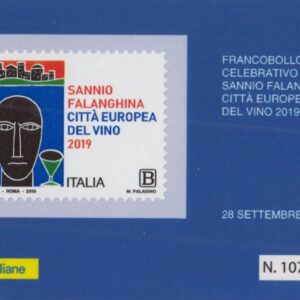 SANNIO
FALANGHINA
CITTÀ EUROPEA
DEL VINO
2019
ROMA - 2019
ITALIA
B
M. PALADINO
FRANCOBOLLO
CELEBRATIVO
SANNIO FALAN
CITTÀ EUROPE
DEL VINO 2019
28 SETTEMBRE
liane
N. 107